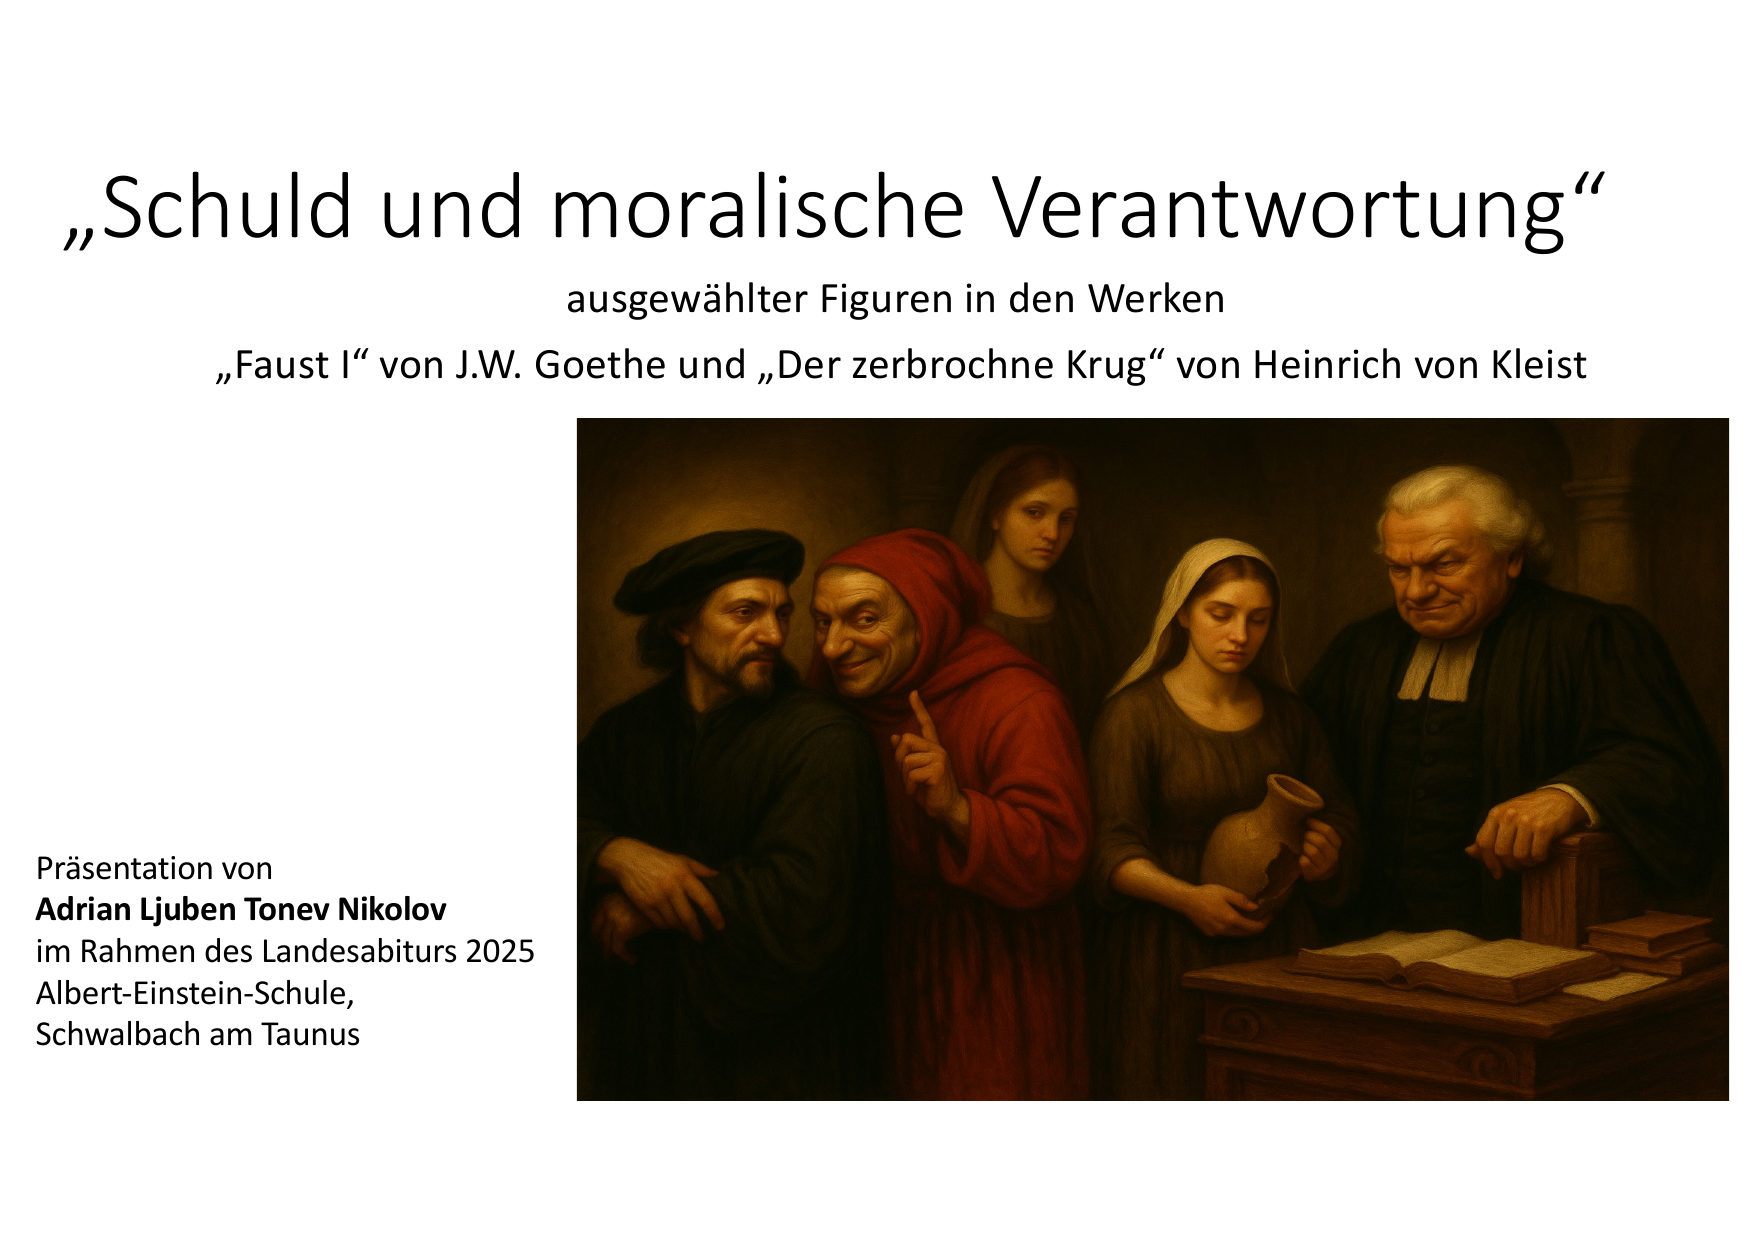 „Schuld und moralische Verantwortung“
ausgewählter Figuren in den Werken
„Faust I“ von J.W. Goethe und „Der zerbrochne Krug“ von Heinrich von Kleist
Präsentation von
Adrian Ljuben Tonev Nikolov
im Rahmen des Landesabiturs 2025
Albert-Einstein-Schule,
Schwalbach am Taunus